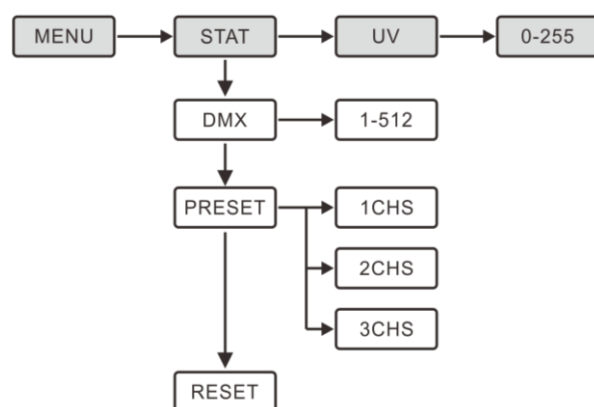 MENU STAT UV 0-255
DMX 1-512
PRESET 1CHS
2CHS
3CHS
RESET